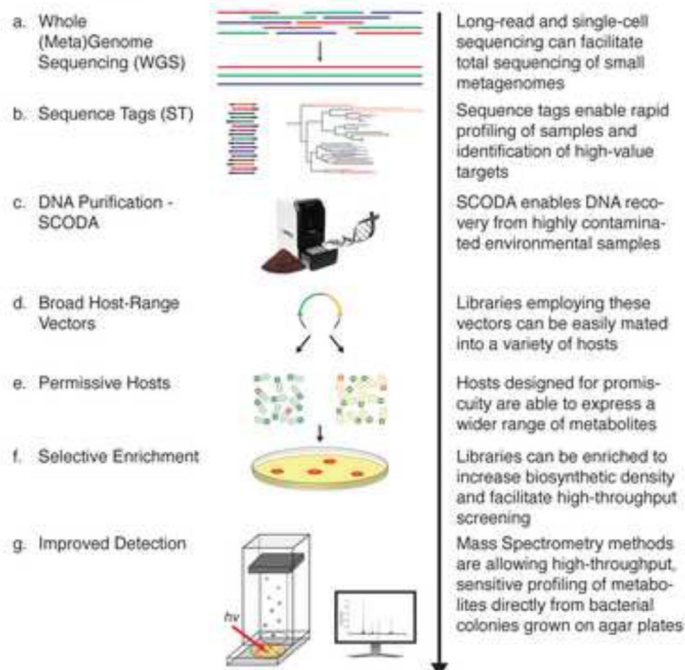 a. Whole
(Meta)Genome
Sequencing (WGS)
Long-read and single-cell
sequencing can facilitate
total sequencing of small
metagenomes
b. Sequence Tags (ST)
Sequence tags enable rapid
profiling of samples and
identification of high-value
targets
c. DNA Purification -
SCODA
SCODA enables DNA reco-
very from highly contamina-
ted environmental samples
d. Broad Host-Range
Vectors
Libraries employing these
vectors can be easily mated
into a variety of hosts
e. Permissive Hosts
Hosts designed for promis-
cuity are able to express a
wider range of metabolites
f. Selective Enrichment
Libraries can be enriched to
increase biosynthetic density
and facilitate high-throughput
screening
g. Improved Detection
Mass Spectrometry methods
are allowing high-throughput,
sensitive profiling of metabo-
lites directly from bacterial
colonies grown on agar plates
hv